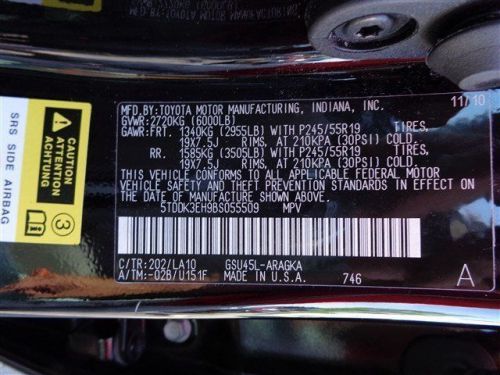 MFD.BY:TOYOTA MOTOR MANUFACTURING, INDIANA, INC. 11/10
GVWR:2720KG (6000LB)
GAWR:FRT. 1340KG (2955LB) WITH P245/55R19 TIRES,
19X7.5J RIMS, AT 210KPA (30PSI) COLD.
RR. 1585KG (3505LB) WITH P245/55R19 TIRES,
19X7.5J RIMS, AT 210KPA (30PSI) COLD.
THIS VEHICLE CONFORMS TO ALL APPLICABLE FEDERAL MOTOR
VEHICLE SAFETY AND THEFT PREVENTION STANDARDS IN EFFECT
ON THE DATE OF MANUFACTURE SHOWN ABOVE.
5TDDK3EH9BS055509 MPV
C/TR:202/LA10 GSU45L-ARAGKA
A/TM:-02B/U151F MADE IN U.S.A. 746 A
CAUTION
ATTENTION
ACHTUNG
SRS SIDE AIRBAG
3